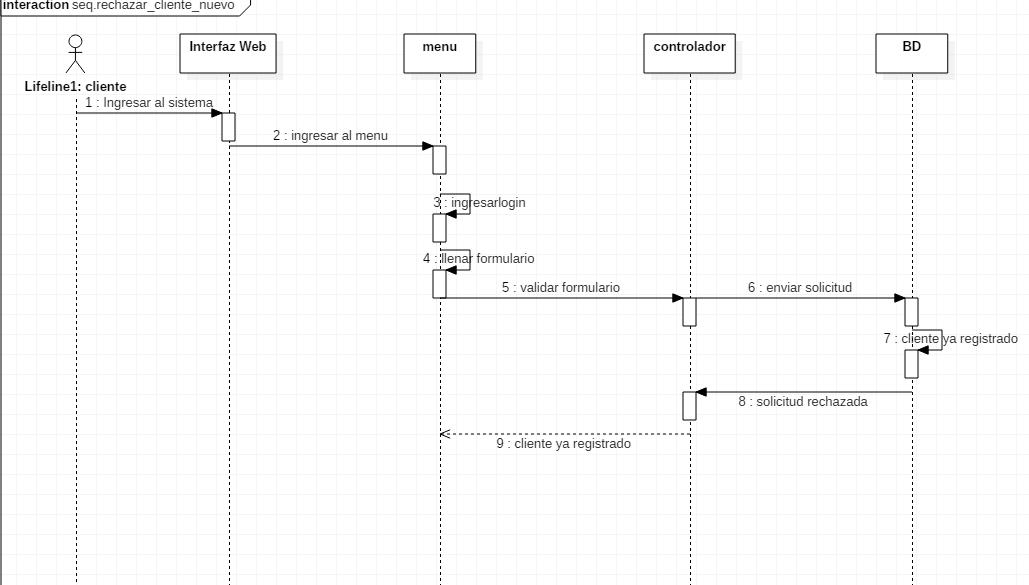 interaction seq.rechazar_cliente_nuevo
Interfaz Web
menu
controlador
BD
Lifeline1: cliente
1 : Ingresar al sistema
2 : ingresar al menu
3 : ingresarlogin
4 : llenar formulario
5 : validar formulario
6 : enviar solicitud
7 : cliente ya registrado
8 : solicitud rechazada
9 : cliente ya registrado